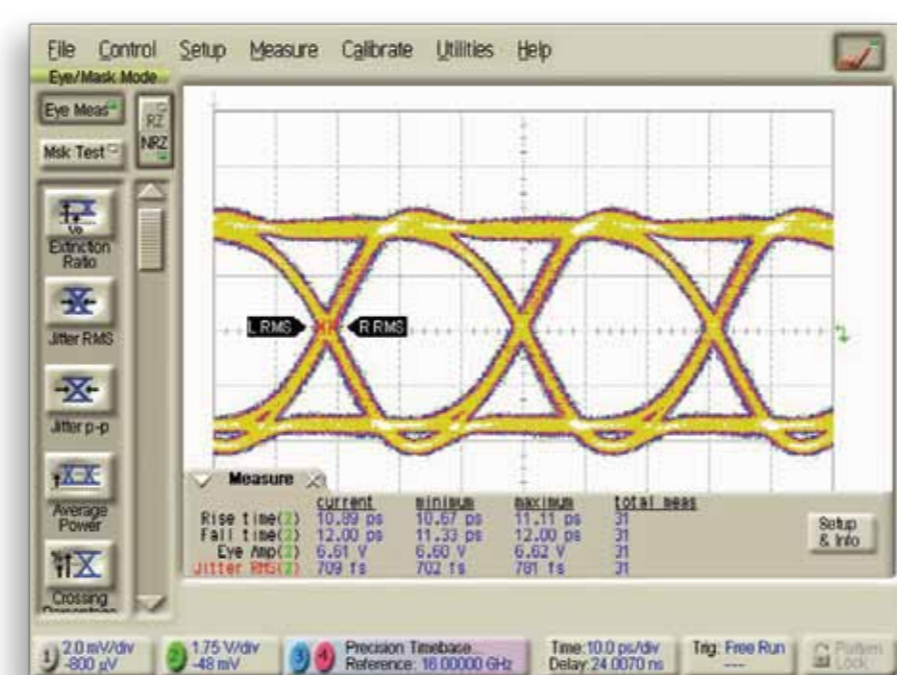 File Control Setup Measure Calibrate Utilities Help
Eye/Mask Mode
Eye Meas
RZ
NRZ
Msk Test
Extinction
Ratio
Jitter RMS
Jitter p-p
Average
Power
Crossing
L RMS
R RMS
Measure
current minimum maximum total meas
Rise time(2) 10.89 ps 10.67 ps 11.11 ps 31
Fall time(2) 12.00 ps 11.33 ps 12.00 ps 31
Eye Amp(2) 6.61 V 6.60 V 6.62 V 31
Jitter RMS(2) 709 fs 702 fs 781 fs 31
Setup
& Info
1 2.0 mV/div
-800 µV
2 1.75 V/div
-48 mV
3 4 Precision Timebase...
Reference: 16.00000 GHz
Time:10.0 ps/div
Delay:24.0070 ns
Trig: Free Run
---
Pattern
Lock